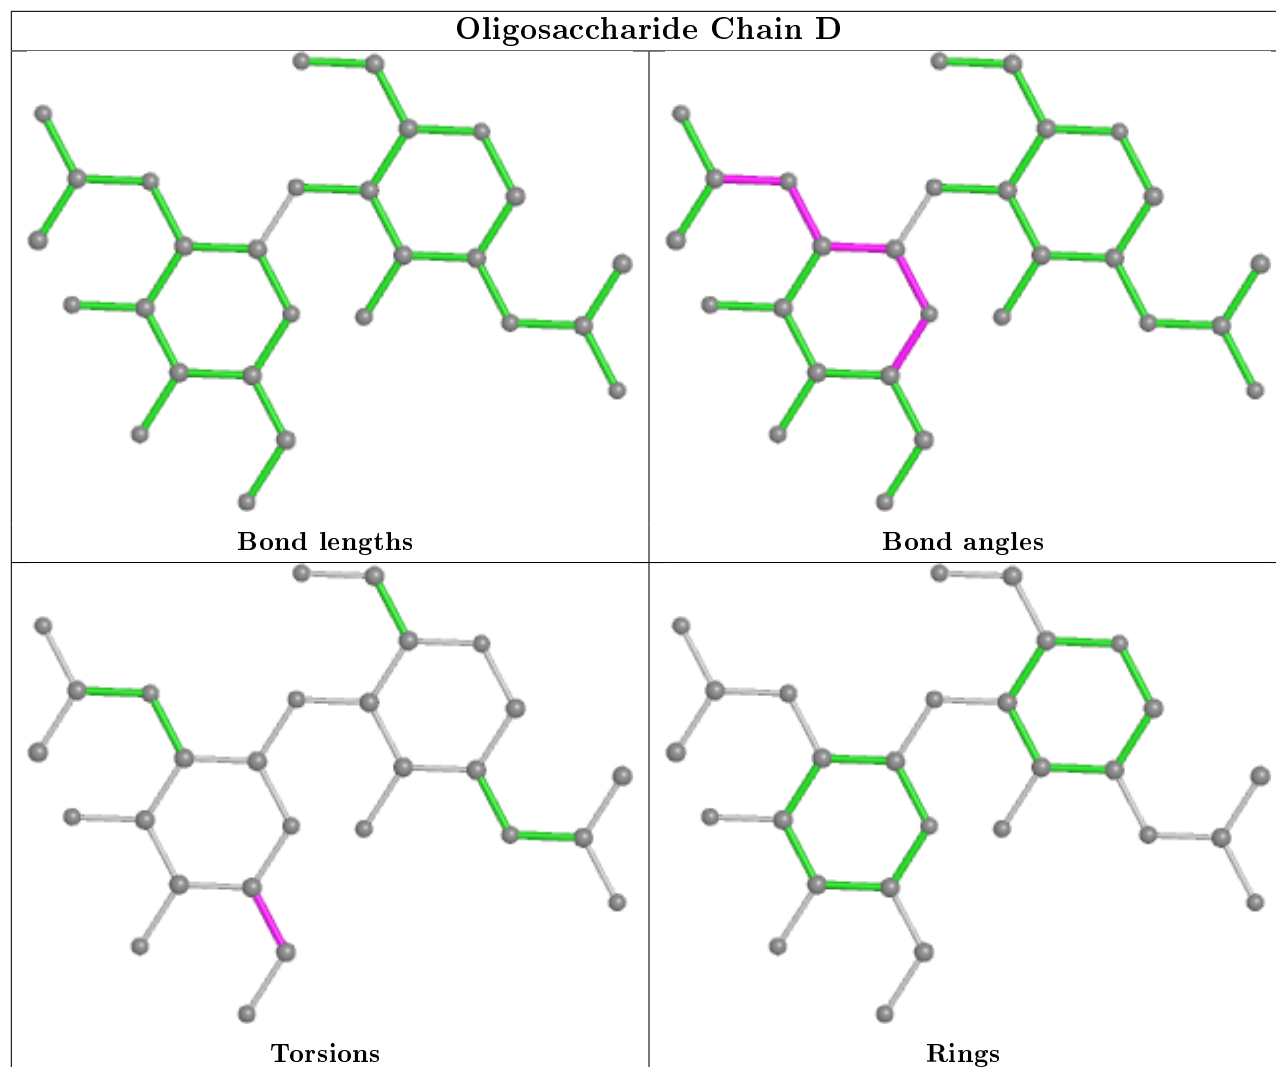 Oligosaccharide Chain D
Bond lengths
Bond angles
Torsions
Rings